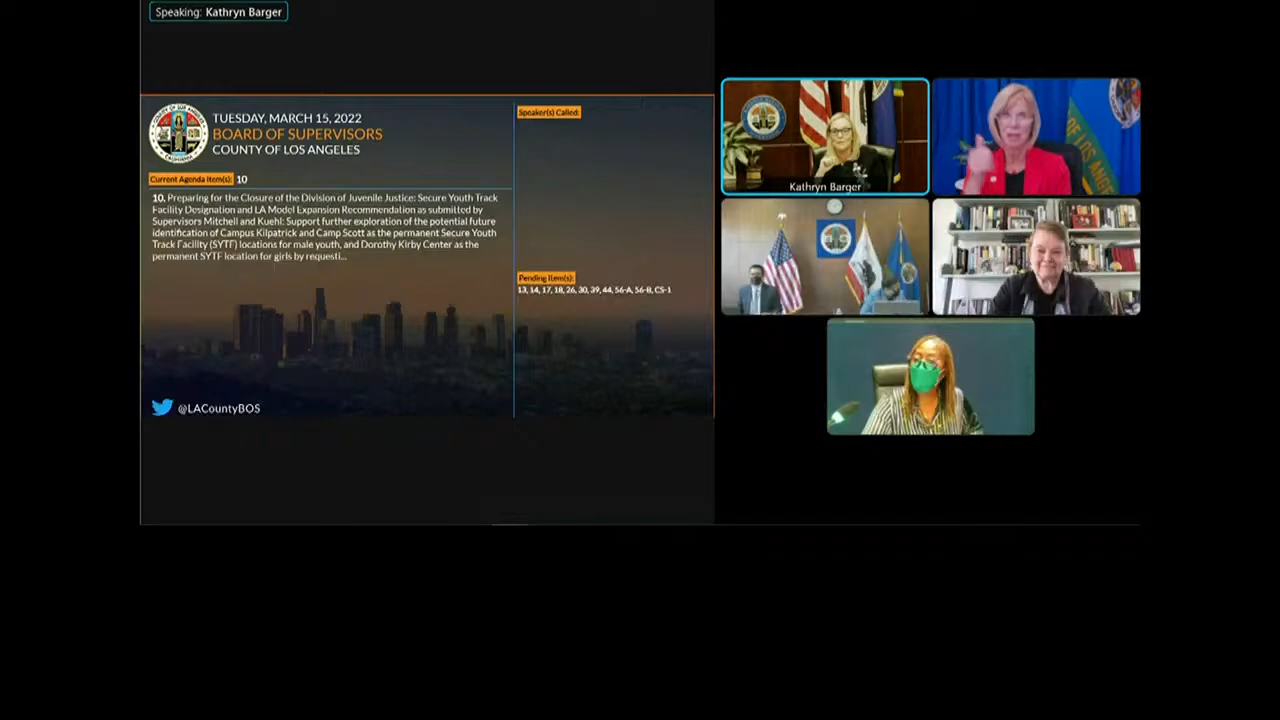 Speaking: Kathryn Barger
TUESDAY, MARCH 15, 2022
BOARD OF SUPERVISORS
COUNTY OF LOS ANGELES
Current Agenda Item(s): 10
10. Preparing for the Closure of the Division of Juvenile Justice: Secure Youth Track
Facility Designation and LA Model Expansion Recommendation as submitted by
Supervisors Mitchell and Kuehl: Support further exploration of the potential future
identification of Campus Kilpatrick and Camp Scott as the permanent Secure Youth
Track Facility (SYTF) locations for male youth, and Dorothy Kirby Center as the
permanent SYTF location for girls by requesti...
@LACountyBOS
Speaker(s) Called:
Pending Item(s):
13, 14, 17, 18, 26, 30, 39, 44, 56-A, 56-B, CS-1
Kathryn Barger